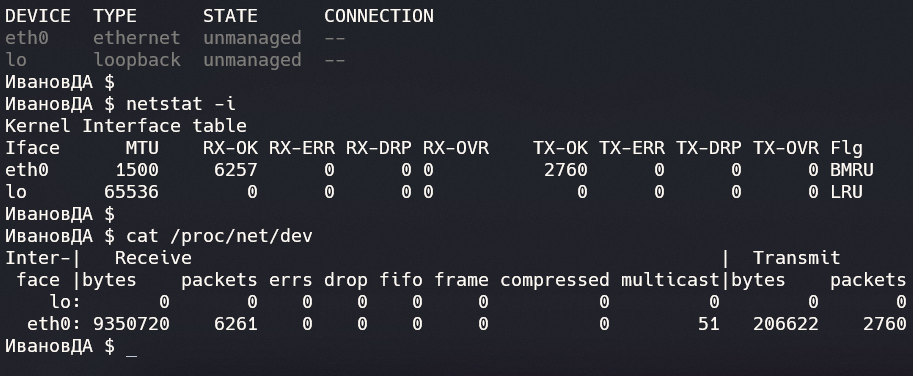 DEVICE  TYPE      STATE      CONNECTION
eth0    ethernet  unmanaged  --
lo      loopback  unmanaged  --
ИвановДА $
ИвановДА $ netstat -i
Kernel Interface table
Iface      MTU    RX-OK RX-ERR RX-DRP RX-OVR    TX-OK TX-ERR TX-DRP TX-OVR Flg
eth0      1500     6257      0      0 0          2760      0      0      0 BMRU
lo       65536        0      0      0 0             0      0      0      0 LRU
ИвановДА $
ИвановДА $ cat /proc/net/dev
Inter-|   Receive                                                |  Transmit
 face |bytes    packets errs drop fifo frame compressed multicast|bytes    packets
    lo:       0       0    0    0    0     0          0         0        0       0
  eth0: 9350720    6261    0    0    0     0          0        51   206622    2760
ИвановДА $ _